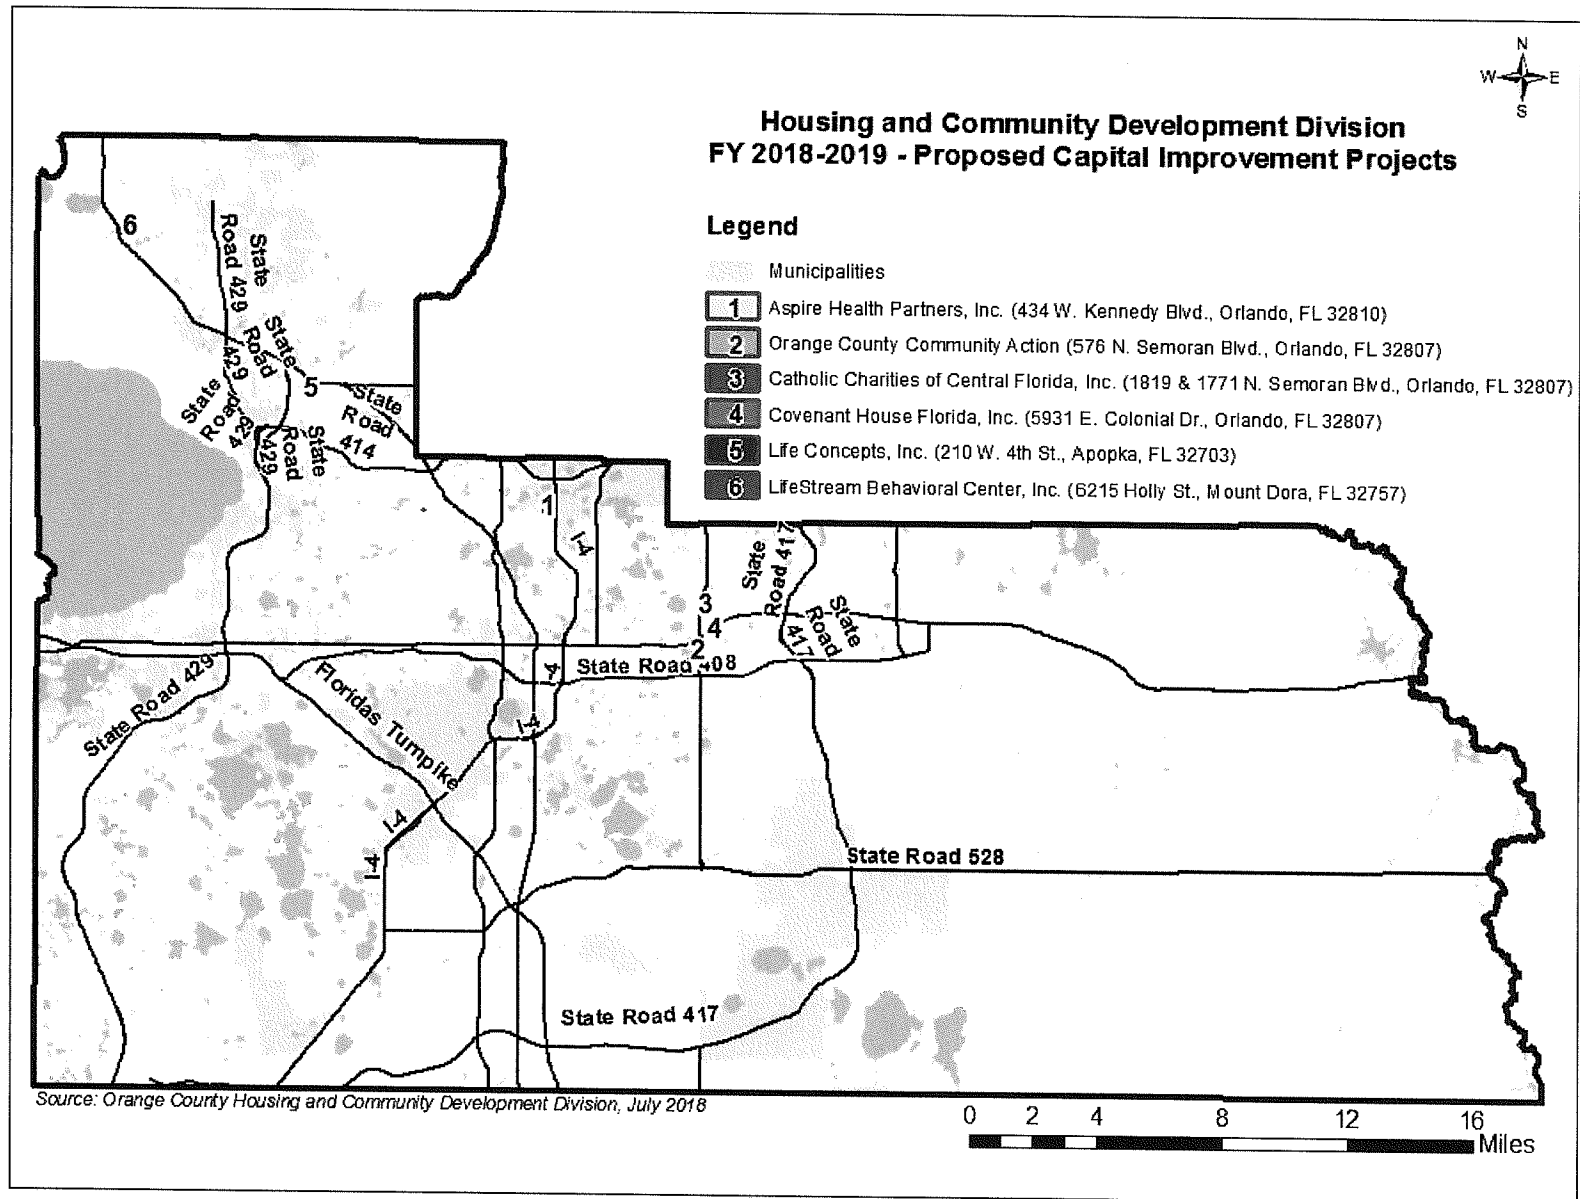 N
W E
S
Housing and Community Development Division
FY 2018-2019 - Proposed Capital Improvement Projects
Legend
Municipalities
1 Aspire Health Partners, Inc. (434 W. Kennedy Blvd., Orlando, FL 32810)
2 Orange County Community Action (576 N. Semoran Blvd., Orlando, FL 32807)
3 Catholic Charities of Central Florida, Inc. (1819 & 1771 N. Semoran Blvd., Orlando, FL 32807)
4 Covenant House Florida, Inc. (5931 E. Colonial Dr., Orlando, FL 32807)
5 Life Concepts, Inc. (210 W. 4th St., Apopka, FL 32703)
6 LifeStream Behavioral Center, Inc. (6215 Holly St., Mount Dora, FL 32757)
6
State
Road 429
State
Road
429
5
State
Road
429
State
Road
429
State
Road
414
1
I-4
State
Road 417
3
4
2
State
Road
417
State Road 408
I-4
State Road 429
Floridas Turnpike
I-4
I-4
State Road 528
State Road 417
Source: Orange County Housing and Community Development Division, July 2018
0 2 4 8 12 16
Miles